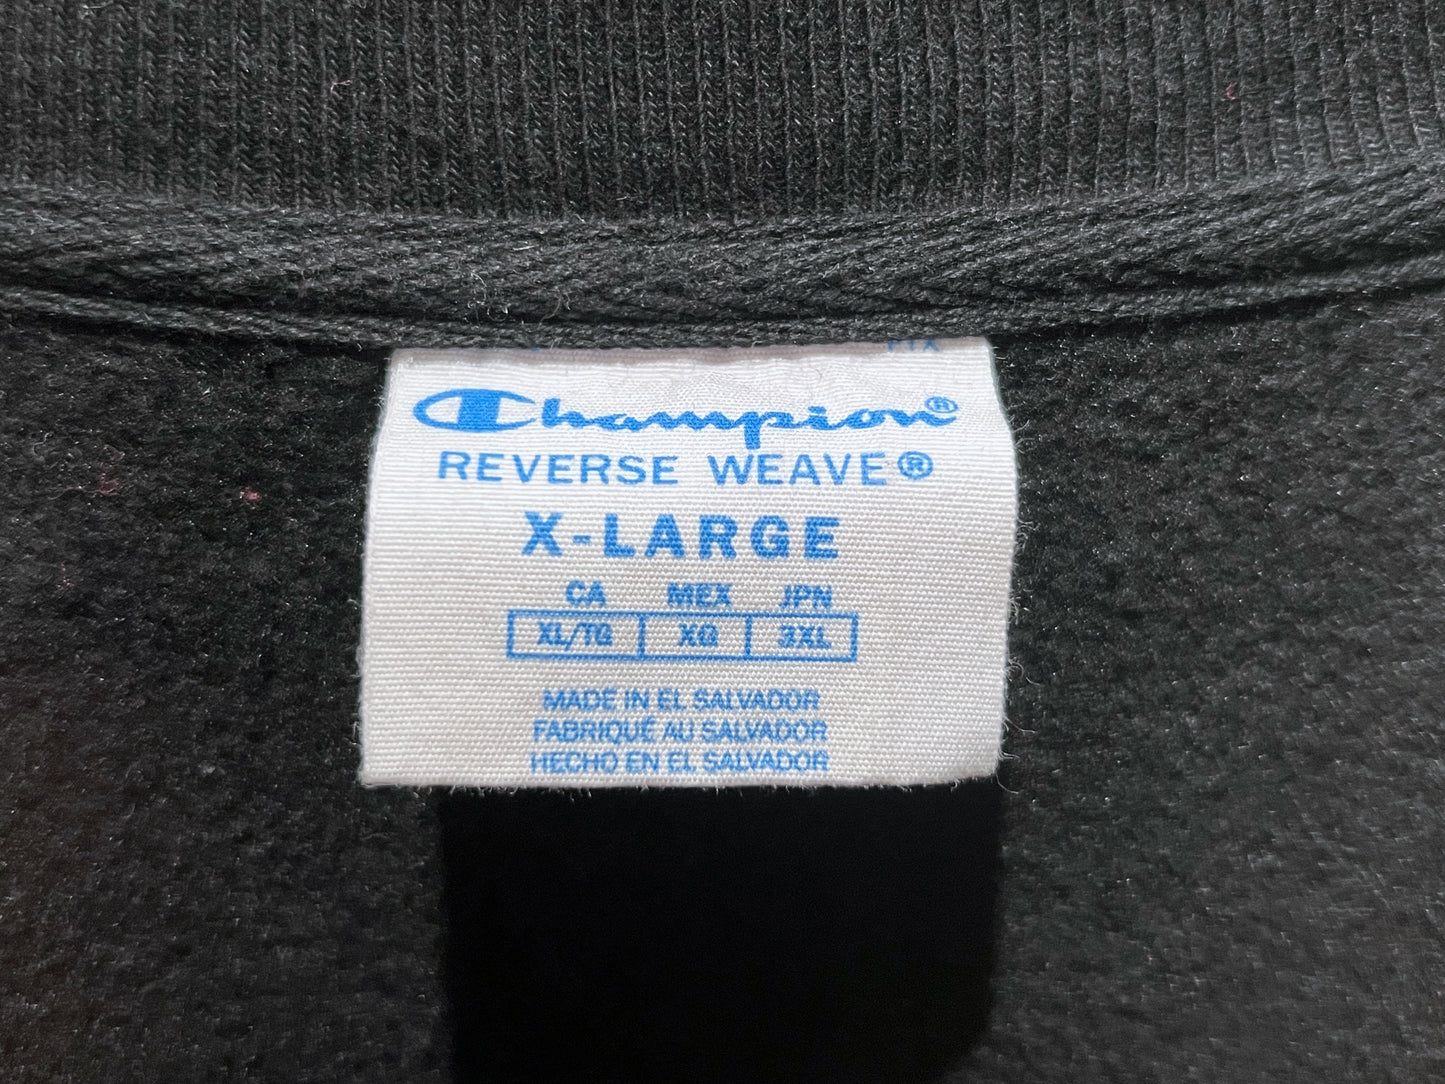 Champion®
REVERSE WEAVE®
X-LARGE
CA MEX JPN
XL/TG XG 3XL
MADE IN EL SALVADOR
FABRIQUÉ AU SALVADOR
HECHO EN EL SALVADOR